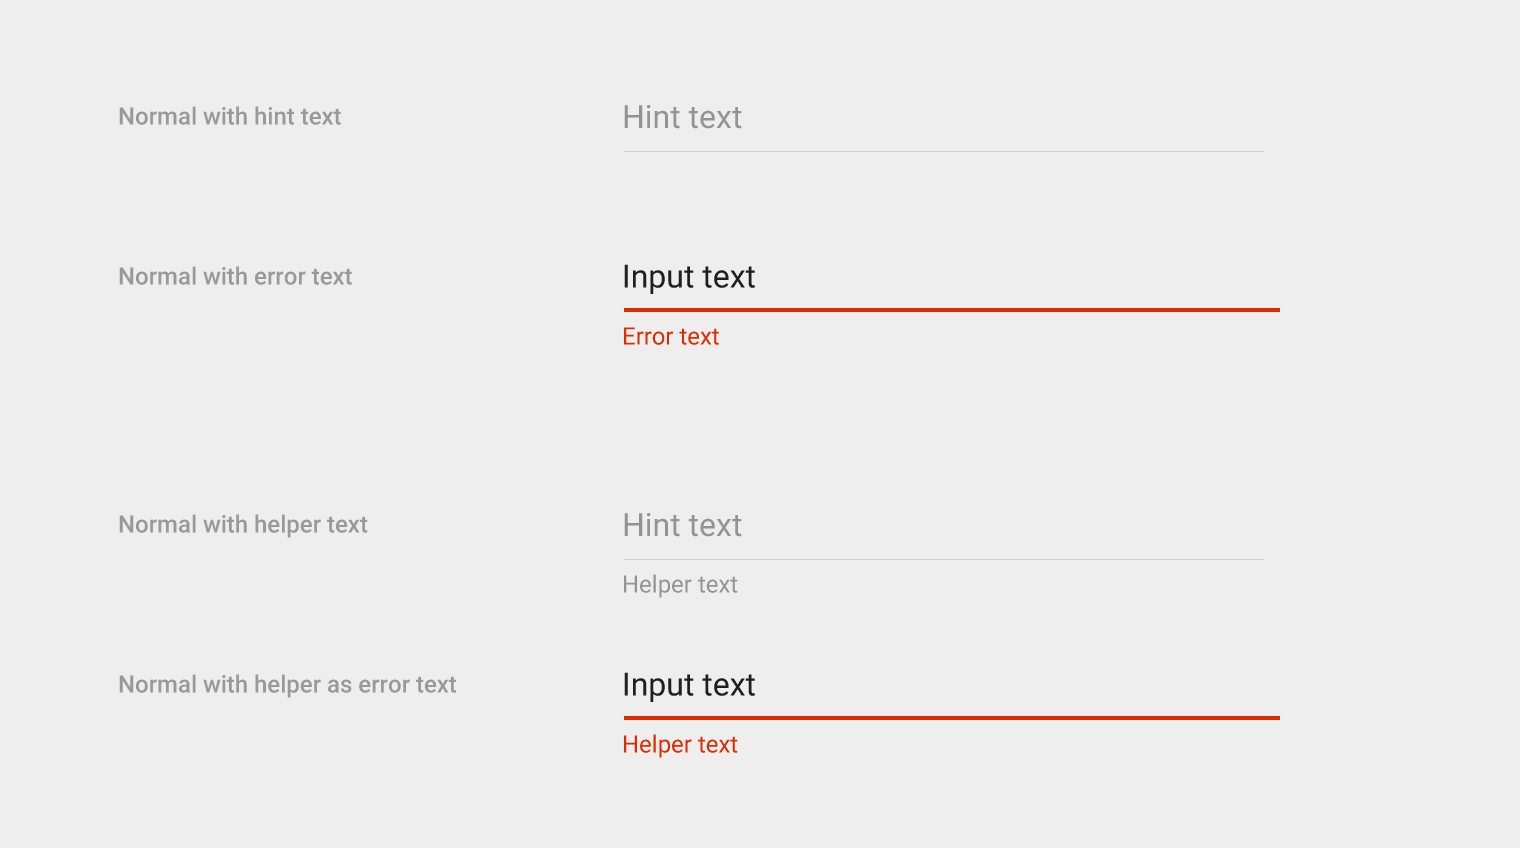 Normal with hint text
Hint text
Normal with error text
Input text
Error text
Normal with helper text
Hint text
Helper text
Normal with helper as error text
Input text
Helper text